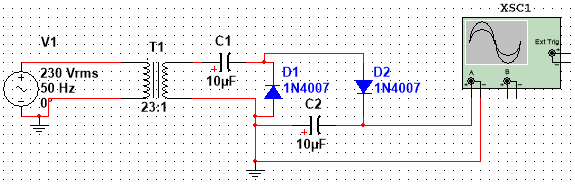 XSC1
V1
T1
C1
Ext Trig
+
230 Vrms
50 Hz
0
23:1
+
10µF
D1
1N4007
D2
1N4007
A
B
C2
+
10µF